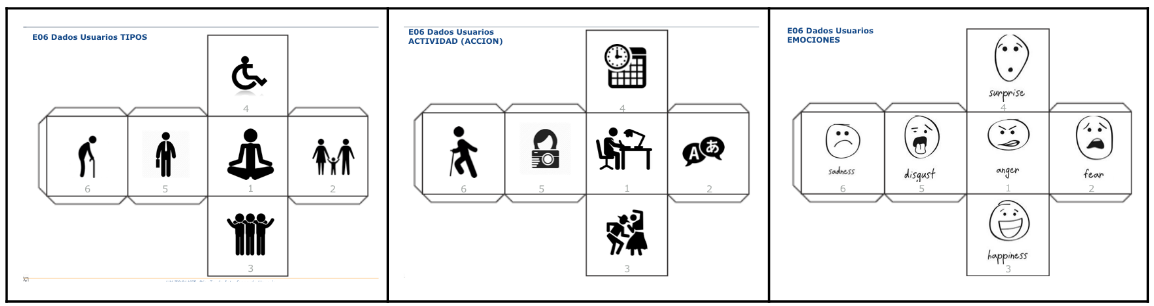 E06 Dados Usuarios TIPOS
4
6
5
1
2
3
E06 Dados Usuarios
ACTIVIDAD (ACCION)
4
A あ
6
5
1
2
3
E06 Dados Usuarios
EMOCIONES
surprise
4
sadness
6
disgust
5
anger
1
fear
2
happiness
3